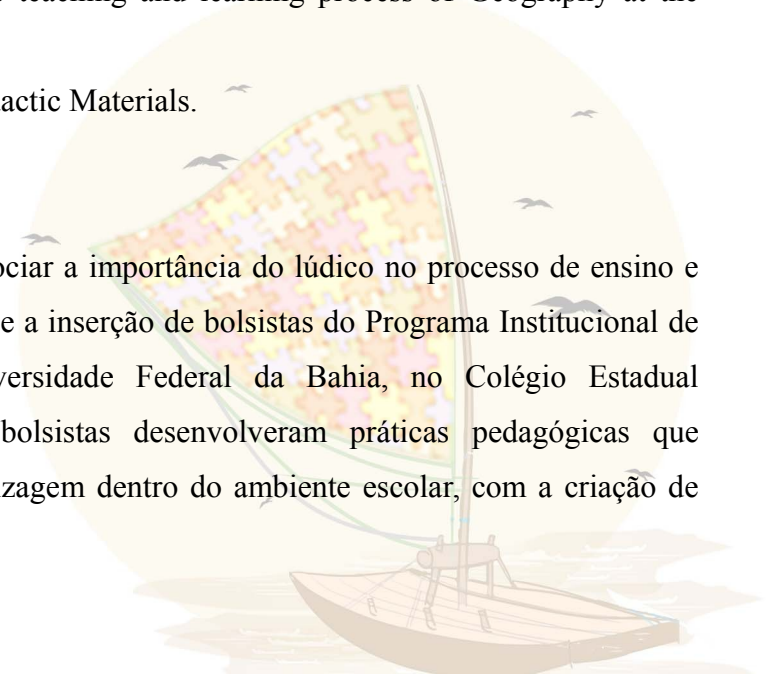 teaching and learning process of Geography at the
actic Materials.
ociar a importância do lúdico no processo de ensino e
e a inserção de bolsistas do Programa Institucional de
versidade Federal da Bahia, no Colégio Estadual
bolsistas desenvolveram práticas pedagógicas que
izagem dentro do ambiente escolar, com a criação de